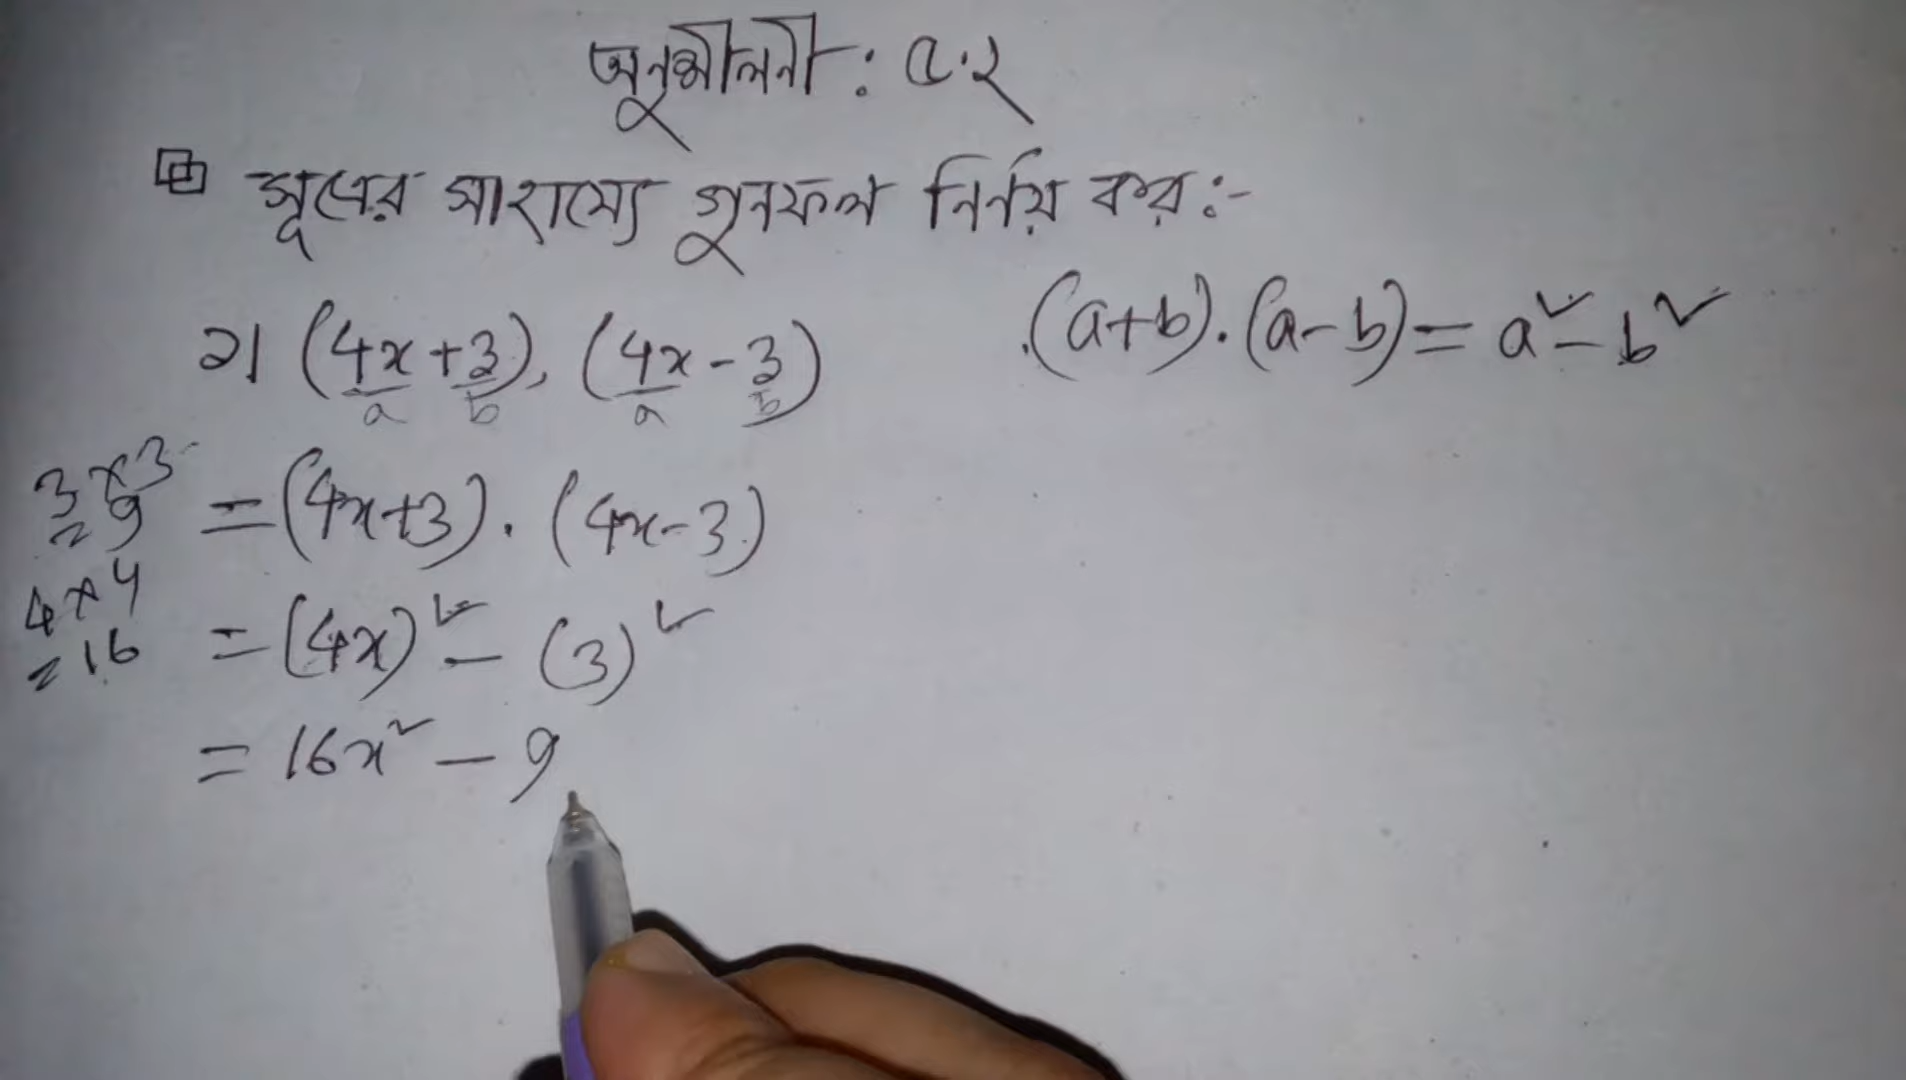 অনুশীলনী: ৫.২
সূত্রের সাহায্যে গুনফল নির্নয় কর:-
১। (4x+3), (4x-3)
a b a b
(a+b).(a-b)=a²-b²
3×3
=9
4×4
=16
=(4x+3).(4x-3)
=(4x)²-(3)²
=16x²-9